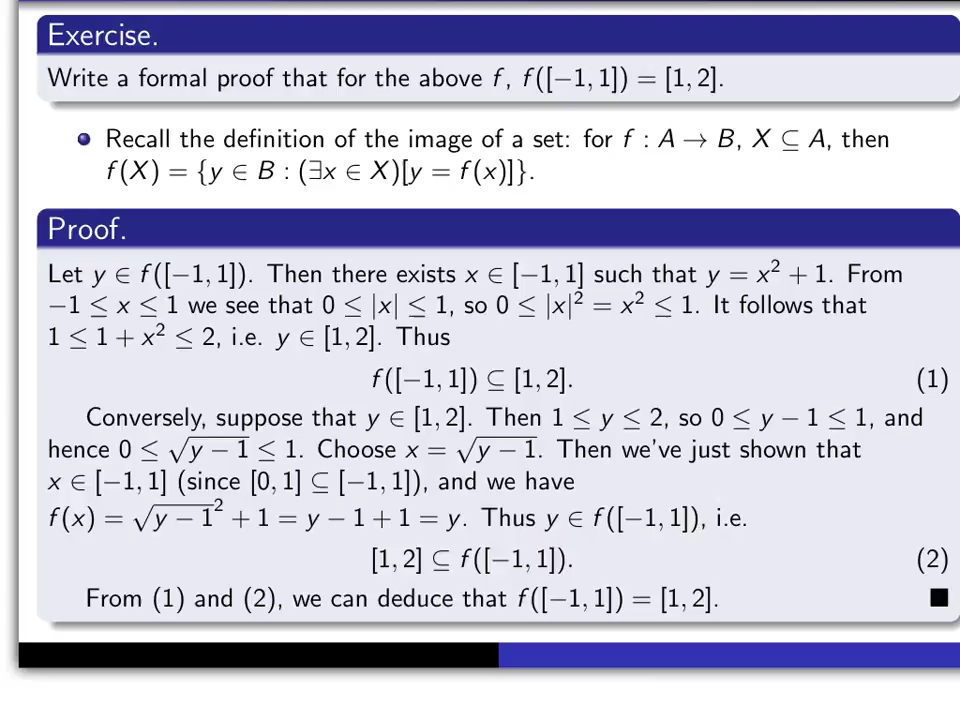 Exercise.
Write a formal proof that for the above f, f([−1, 1]) = [1, 2].
Recall the definition of the image of a set: for f : A → B, X ⊆ A, then
f(X) = {y ∈ B : (∃x ∈ X)[y = f(x)]}.
Proof.
Let y ∈ f([−1, 1]). Then there exists x ∈ [−1, 1] such that y = x² + 1. From
−1 ≤ x ≤ 1 we see that 0 ≤ |x| ≤ 1, so 0 ≤ |x|² = x² ≤ 1. It follows that
1 ≤ 1 + x² ≤ 2, i.e. y ∈ [1, 2]. Thus
f([−1, 1]) ⊆ [1, 2]. (1)
Conversely, suppose that y ∈ [1, 2]. Then 1 ≤ y ≤ 2, so 0 ≤ y − 1 ≤ 1, and
hence 0 ≤ √(y − 1) ≤ 1. Choose x = √(y − 1). Then we've just shown that
x ∈ [−1, 1] (since [0, 1] ⊆ [−1, 1]), and we have
f(x) = √(y − 1)² + 1 = y − 1 + 1 = y. Thus y ∈ f([−1, 1]), i.e.
[1, 2] ⊆ f([−1, 1]). (2)
From (1) and (2), we can deduce that f([−1, 1]) = [1, 2]. ■